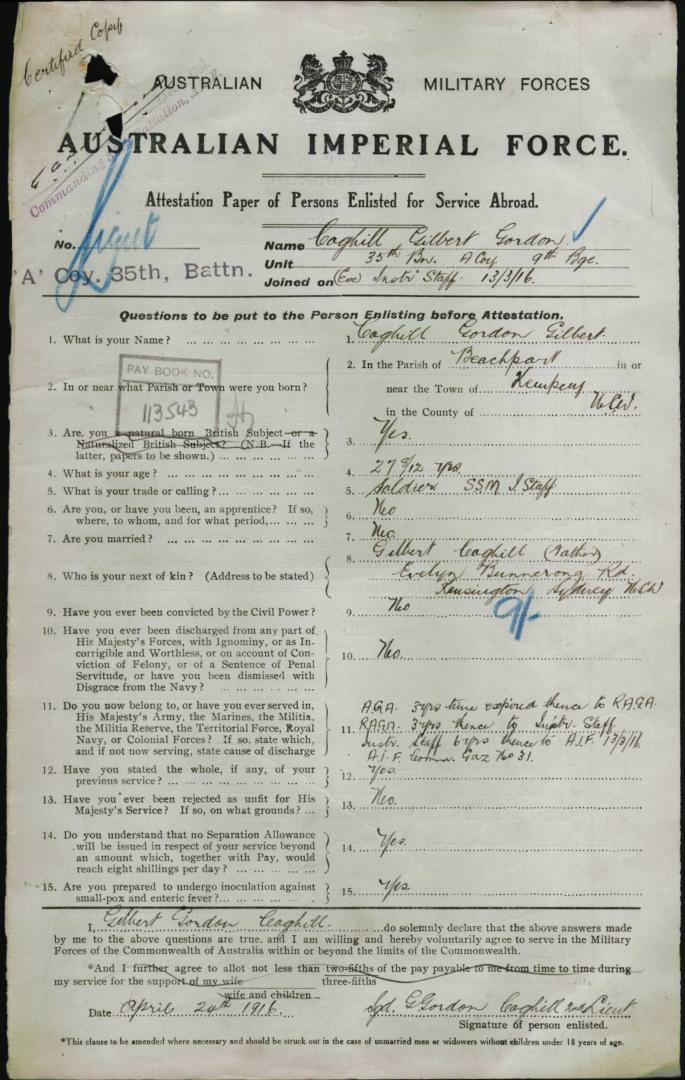 Certified Copy
AUSTRALIAN MILITARY FORCES
AUSTRALIAN IMPERIAL FORCE.
Commanding
Attestation Paper of Persons Enlisted for Service Abroad.
No.
Name Coghill Gilbert Gordon
'A' Coy. 35th, Battn.
Unit 35th Bn. A Coy 9th Bge.
Joined on (Exe) Instr Staff. 13/3/16.
Questions to be put to the Person Enlisting before Attestation.
1. What is your Name? ... 1. Coghill Gordon Gilbert
PAY BOOK NO.
113543
2. In or near what Parish or Town were you born?
2. In the Parish of Beachport in or
near the Town of Kempsey
in the County of N.S.W.
3. Are you a natural born British Subject or a
Naturalized British Subject? (N.B.—If the
latter, papers to be shown.) 3. Yes.
4. What is your age? 4. 27 9/12 yrs.
5. What is your trade or calling? 5. Soldier SSM I Staff
6. Are you, or have you been, an apprentice? If so,
where, to whom, and for what period, 6. No
7. Are you married? 7. No.
8. Who is your next of kin? (Address to be stated)
8. Gilbert Coghill (Father)
Evelyn Bunnerong Rd.
Kensington Sydney NSW
9. Have you ever been convicted by the Civil Power? 9. No
9/-
10. Have you ever been discharged from any part of
His Majesty's Forces, with Ignominy, or as In-
corrigible and Worthless, or on account of Con-
viction of Felony, or of a Sentence of Penal
Servitude, or have you been dismissed with
Disgrace from the Navy? 10. No.
11. Do you now belong to, or have you ever served in,
His Majesty's Army, the Marines, the Militia,
the Militia Reserve, the Territorial Force, Royal
Navy, or Colonial Forces? If so, state which,
and if not now serving, state cause of discharge
11. A.G.A. 3yrs time expired thence to R.A.G.A.
R.A.G.A. 3yrs thence to Instr. Staff.
Instr. Staff 6 yrs thence to A.I.F. 13/3/16.
A.I.F. Comm. Gaz No 31.
12. Have you stated the whole, if any, of your
previous service? 12. Yes.
13. Have you ever been rejected as unfit for His
Majesty's Service? If so, on what grounds? 13. No.
14. Do you understand that no Separation Allowance
will be issued in respect of your service beyond
an amount which, together with Pay, would
reach eight shillings per day? 14. Yes.
15. Are you prepared to undergo inoculation against
small-pox and enteric fever? 15. Yes.
I, Gilbert Gordon Coghill do solemnly declare that the above answers made
by me to the above questions are true, and I am willing and hereby voluntarily agree to serve in the Military
Forces of the Commonwealth of Australia within or beyond the limits of the Commonwealth.
*And I further agree to allot not less than two-fifths of the pay payable to me from time to time during
my service for the support of my wife three-fifths
wife and children
Date April 29th 1916. Sgd. G Gordon Coghill 2nd Lieut
Signature of person enlisted.
*This clause to be amended where necessary and should be struck out in the case of unmarried men or widowers without children under 18 years of age.